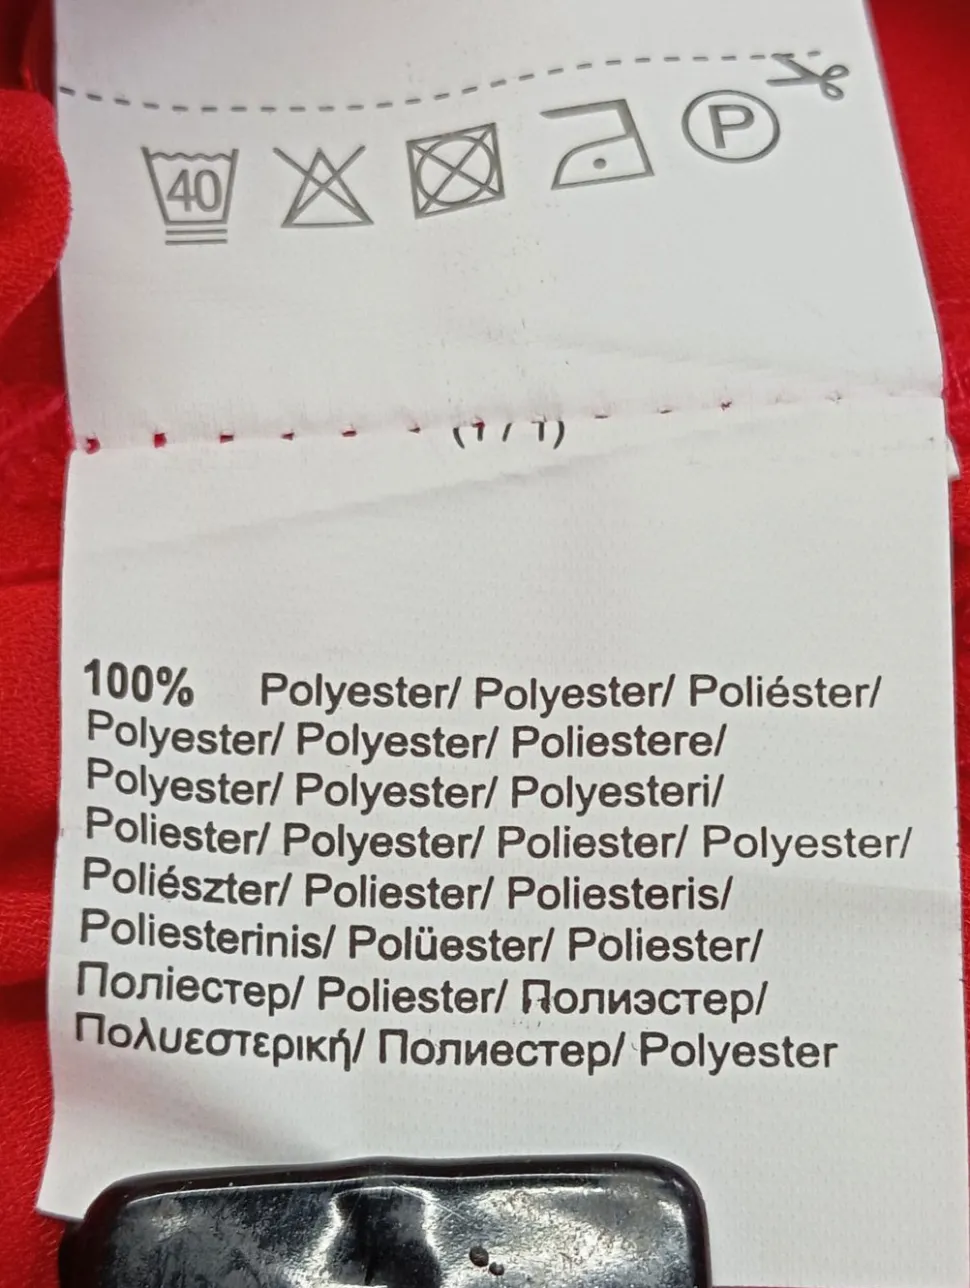 40
P
(1 / 1)
100% Polyester/ Polyester/ Poliéster/
Polyester/ Polyester/ Poliestere/
Polyester/ Polyester/ Polyesteri/
Poliester/ Polyester/ Poliester/ Polyester/
Poliészter/ Poliester/ Poliesteris/
Poliesterinis/ Polüester/ Poliester/
Поліестер/ Poliester/ Полиэстер/
Πολυεστερική/ Полиестер/ Polyester